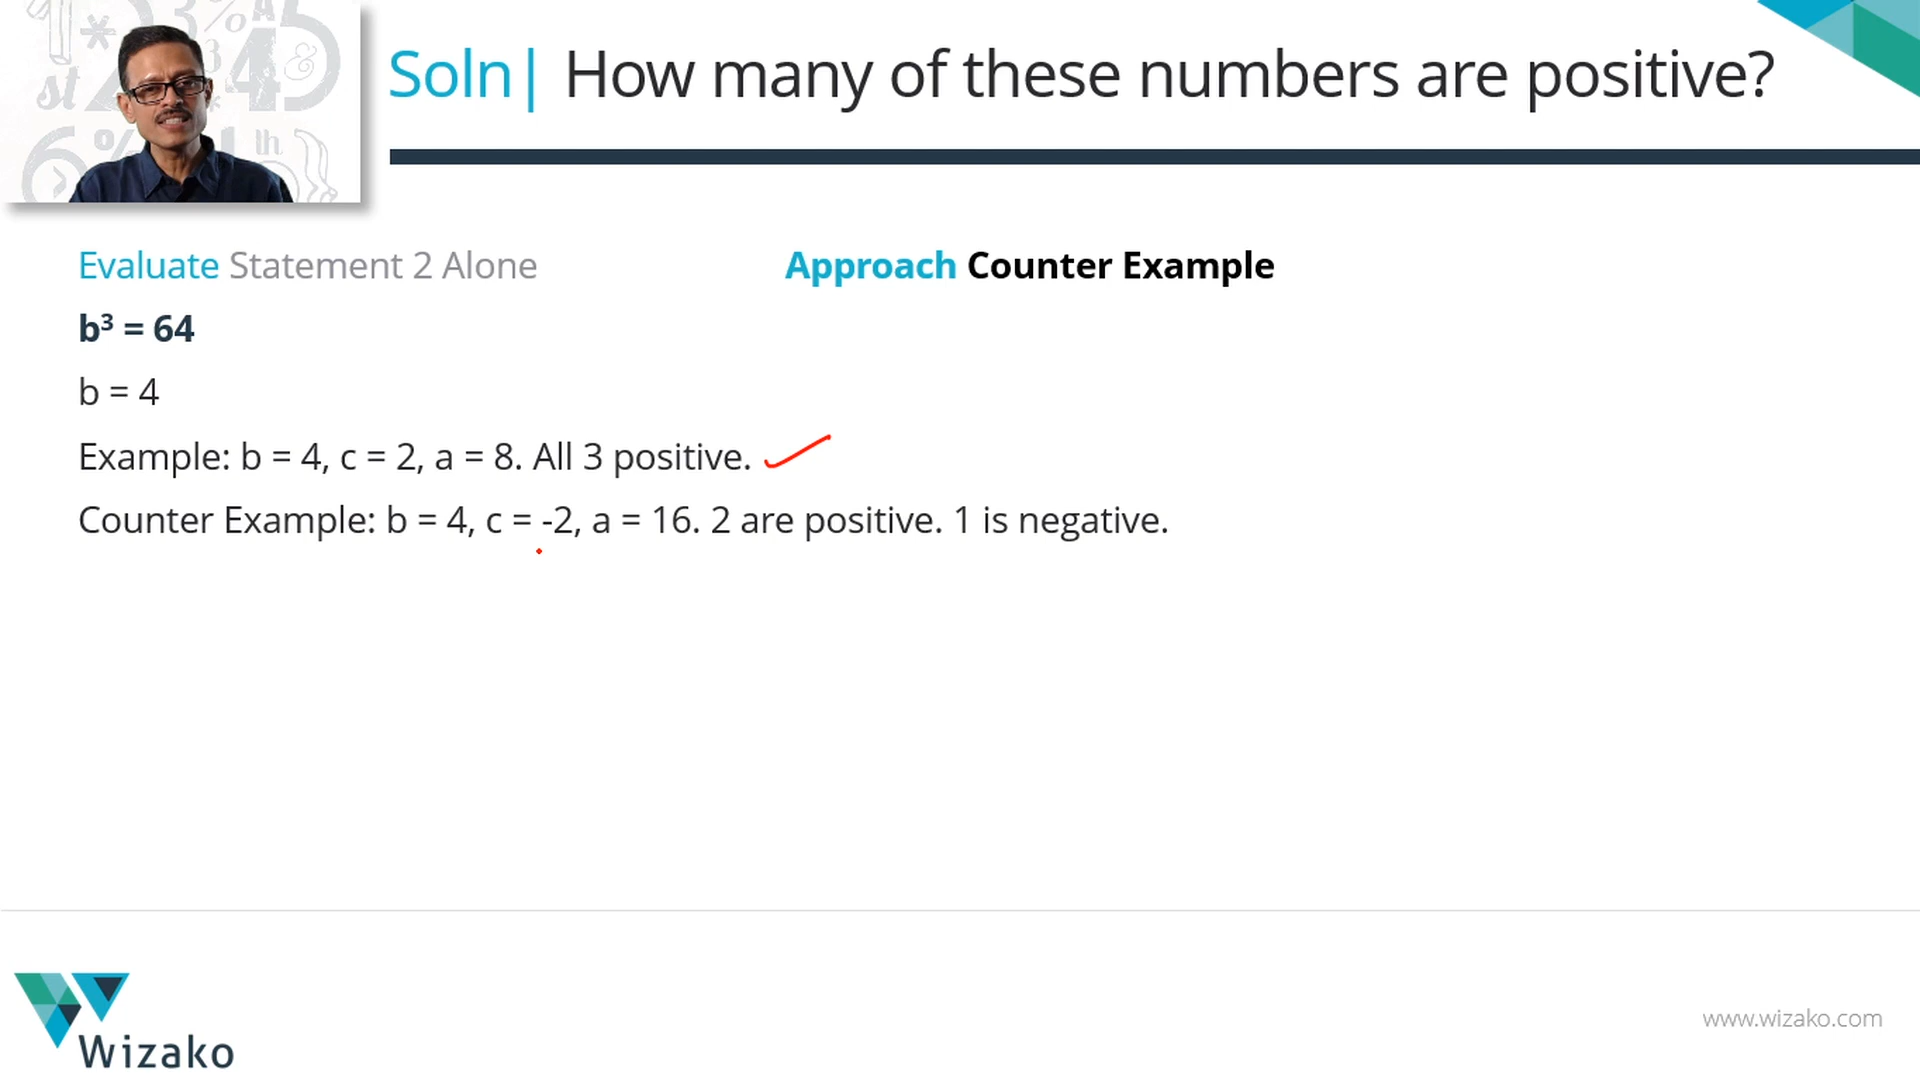 Soln| How many of these numbers are positive?
Evaluate Statement 2 Alone
Approach Counter Example
b³ = 64
b = 4
Example: b = 4, c = 2, a = 8. All 3 positive.
Counter Example: b = 4, c = -2, a = 16. 2 are positive. 1 is negative.
Wizako
www.wizako.com